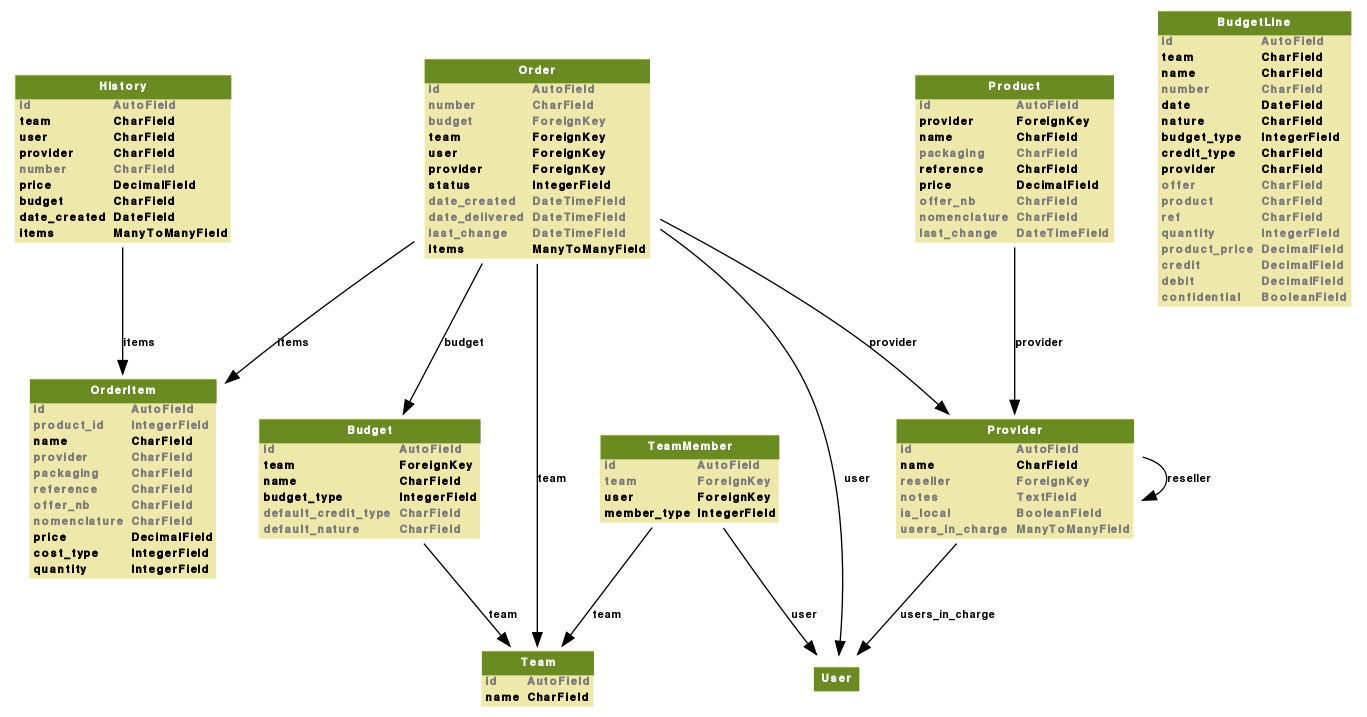 BudgetLine
id AutoField
team CharField
name CharField
number CharField
date DateField
nature CharField
budget_type IntegerField
credit_type CharField
provider CharField
offer CharField
product CharField
ref CharField
quantity IntegerField
product_price DecimalField
credit DecimalField
debit DecimalField
confidential BooleanField
Order
id AutoField
number CharField
budget ForeignKey
team ForeignKey
user ForeignKey
provider ForeignKey
status IntegerField
date_created DateTimeField
date_delivered DateTimeField
last_change DateTimeField
items ManyToManyField
History
id AutoField
team CharField
user CharField
provider CharField
number CharField
price DecimalField
budget CharField
date_created DateField
items ManyToManyField
Product
id AutoField
provider ForeignKey
name CharField
packaging CharField
reference CharField
price DecimalField
offer_nb CharField
nomenclature CharField
last_change DateTimeField
items
items
budget
provider
provider
OrderItem
id AutoField
product_id IntegerField
name CharField
provider CharField
packaging CharField
reference CharField
offer_nb CharField
nomenclature CharField
price DecimalField
cost_type IntegerField
quantity IntegerField
Budget
id AutoField
team ForeignKey
name CharField
budget_type IntegerField
default_credit_type CharField
default_nature CharField
team
TeamMember
id AutoField
team ForeignKey
user ForeignKey
member_type IntegerField
user
Provider
id AutoField
name CharField
reseller ForeignKey
notes TextField
is_local BooleanField
users_in_charge ManyToManyField
reseller
team
team
user
users_in_charge
Team
id AutoField
name CharField
User